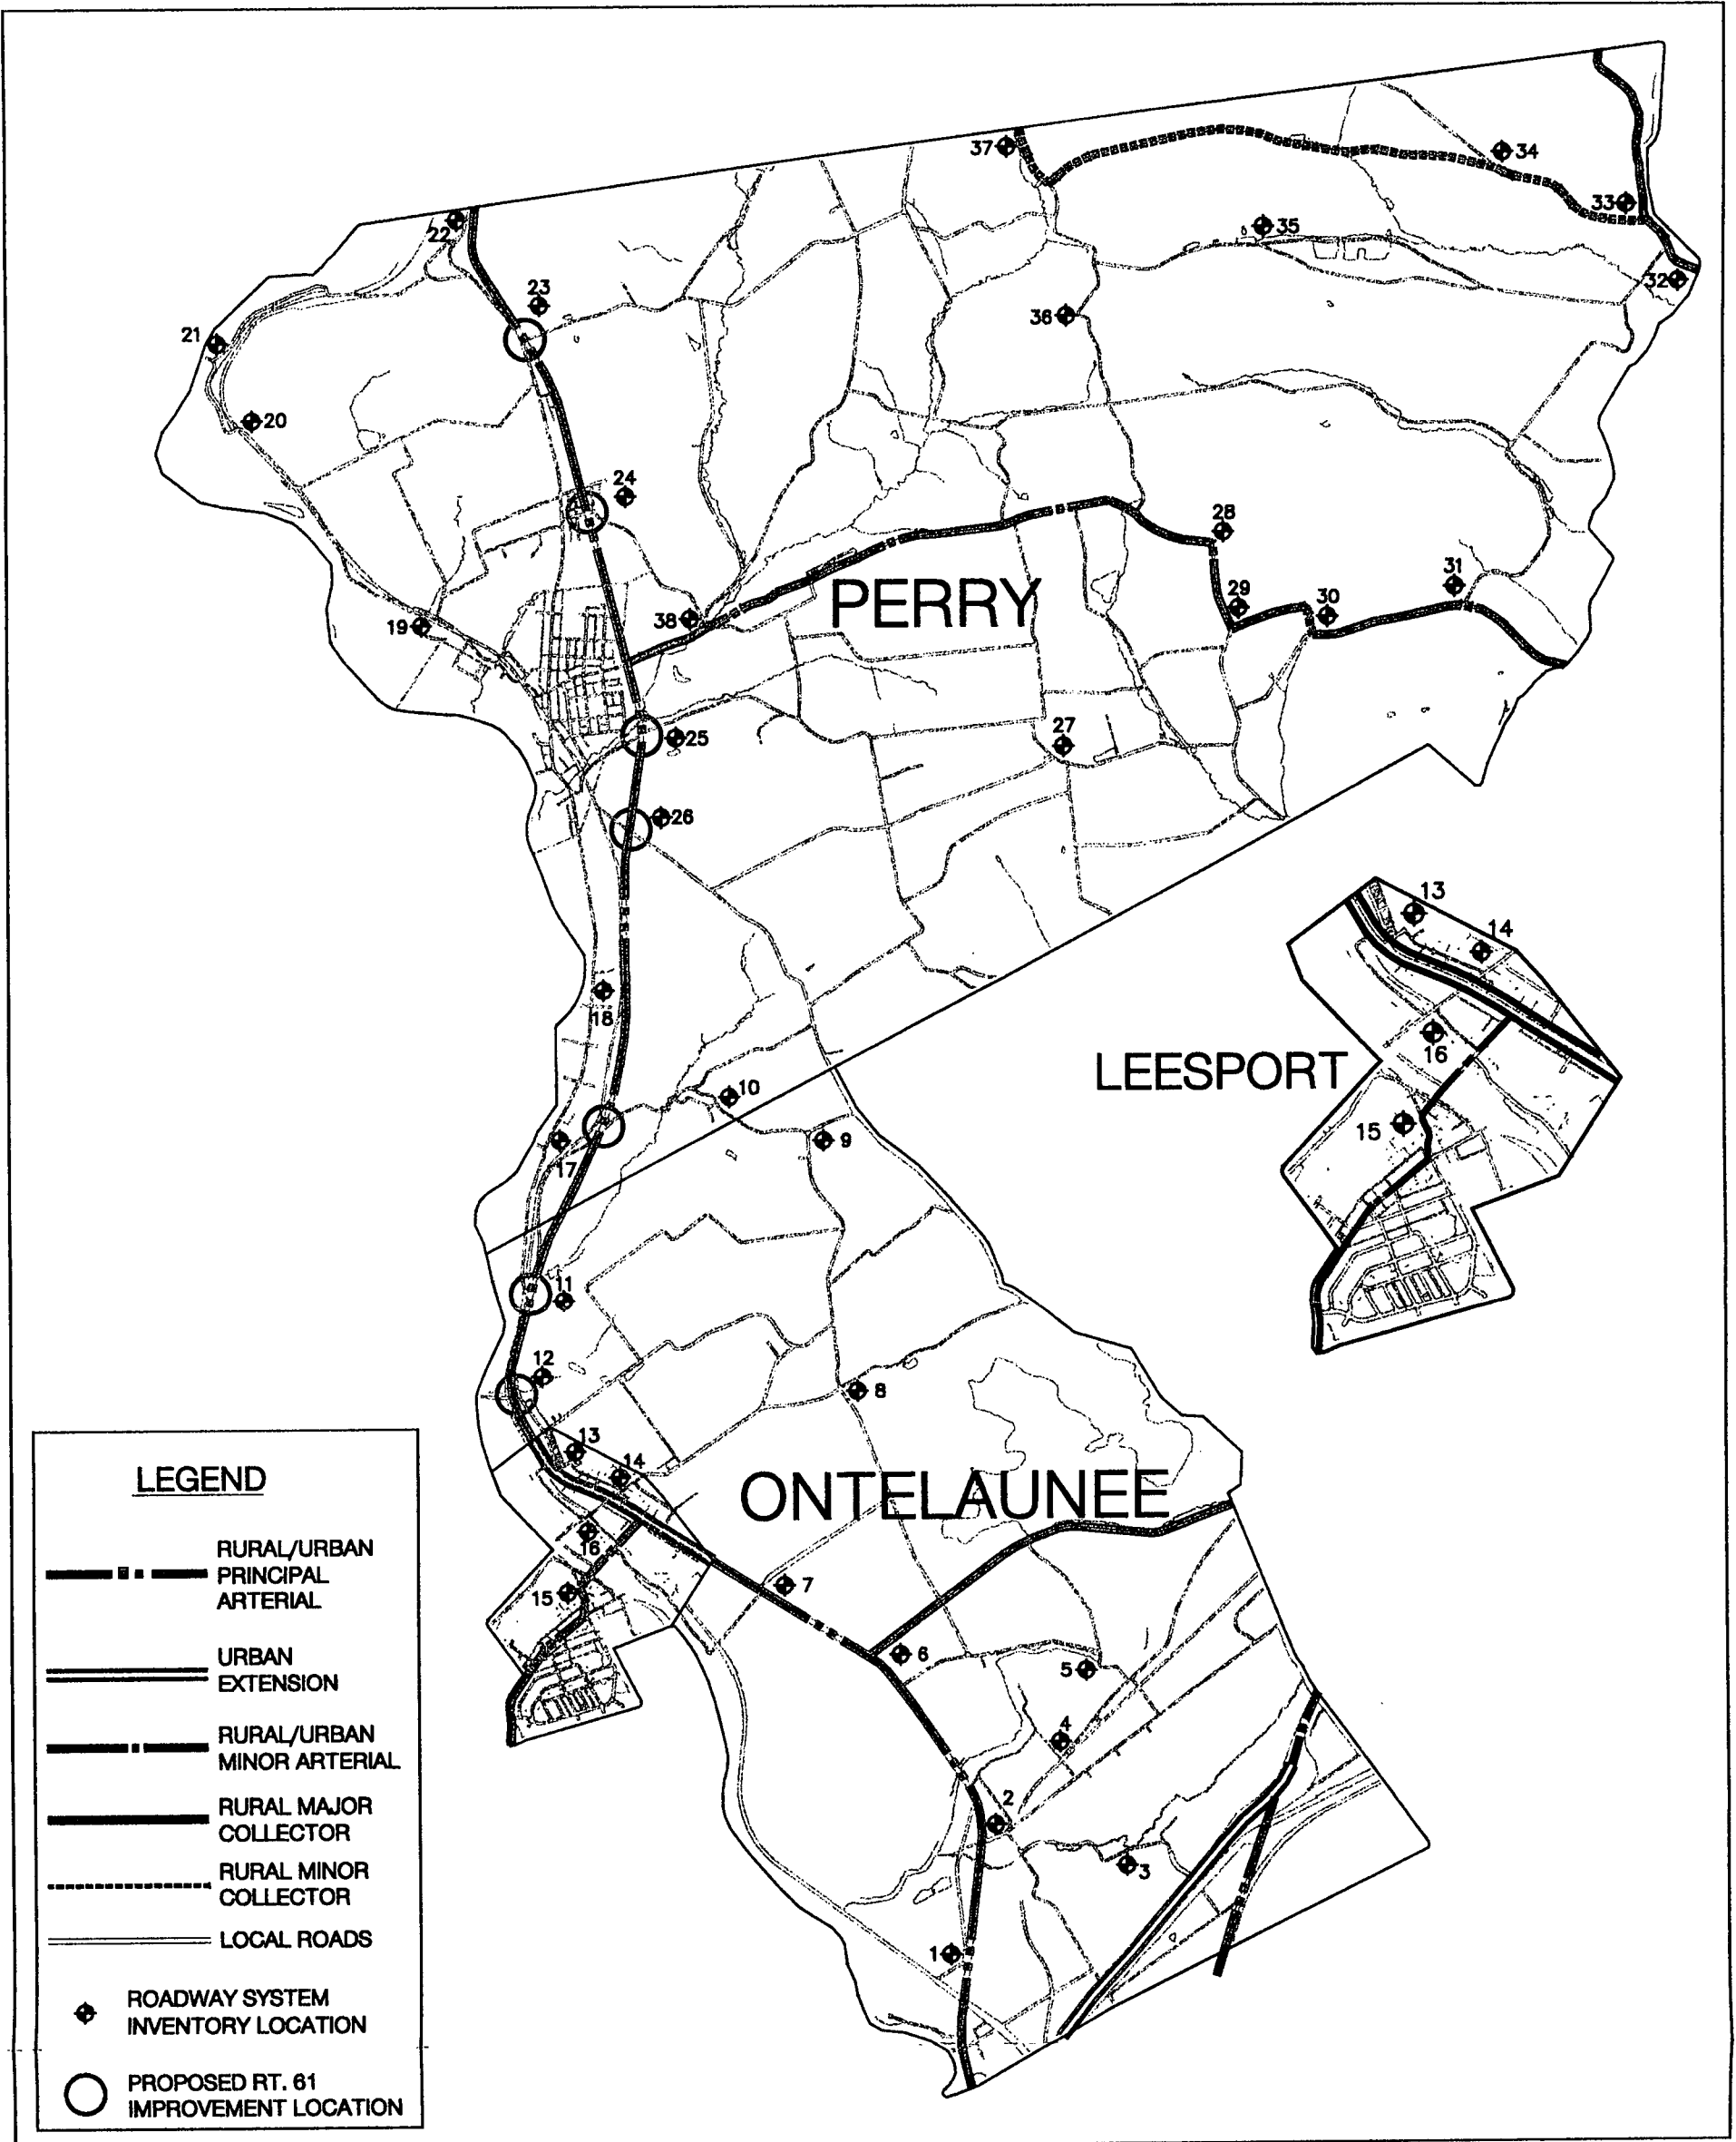 37
34
33
22
35
32
23
36
21
20
24
28
31
29
30
38
PERRY
19
27
25
26
13
14
18
16
LEESPORT
10
15
9
17
11
12
8
13
14
ONTELAUNEE
16
7
15
6
5
4
2
3
1
LEGEND
RURAL/URBAN
PRINCIPAL
ARTERIAL
URBAN
EXTENSION
RURAL/URBAN
MINOR ARTERIAL
RURAL MAJOR
COLLECTOR
RURAL MINOR
COLLECTOR
LOCAL ROADS
ROADWAY SYSTEM
INVENTORY LOCATION
PROPOSED RT. 61
IMPROVEMENT LOCATION